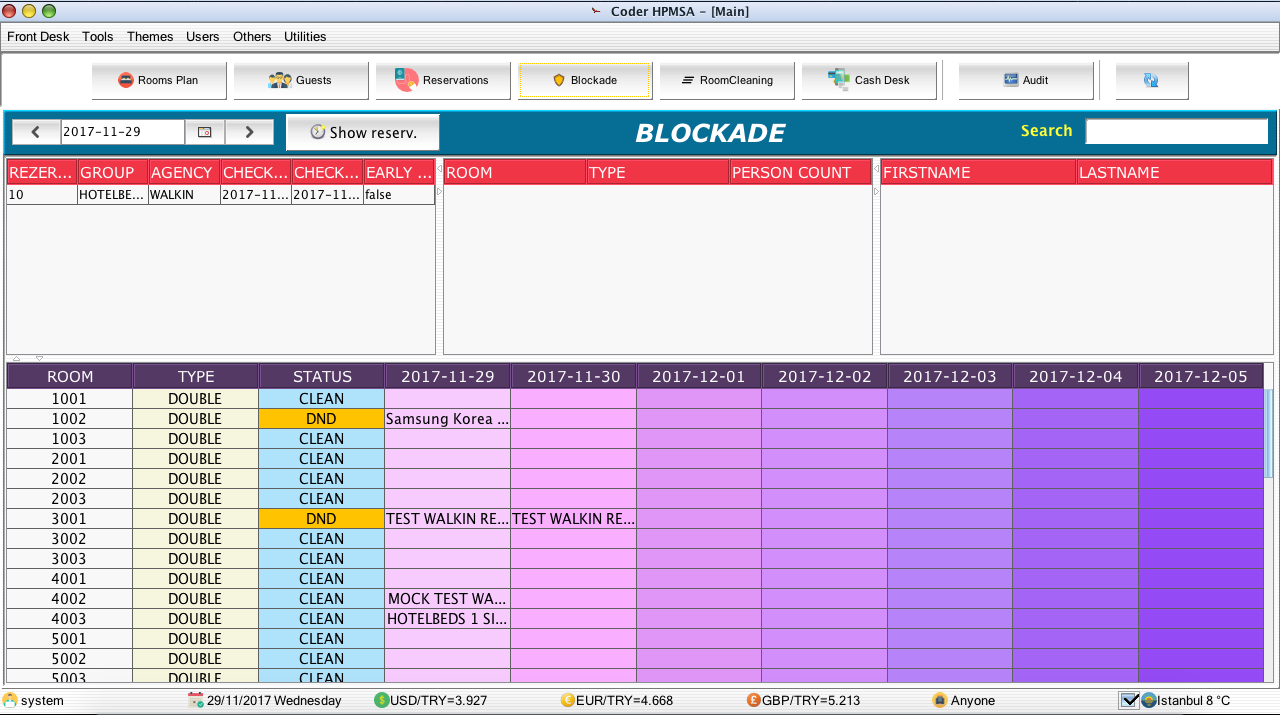 Coder HPMSA - [Main]
Front Desk Tools Themes Users Others Utilities
Rooms Plan Guests Reservations Blockade RoomCleaning Cash Desk Audit
2017-11-29 Show reserv. BLOCKADE Search
REZER... GROUP AGENCY CHECK... CHECK... EARLY ... ROOM TYPE PERSON COUNT FIRSTNAME LASTNAME
10 HOTELBE... WALKIN 2017-11... 2017-11... false
ROOM TYPE STATUS 2017-11-29 2017-11-30 2017-12-01 2017-12-02 2017-12-03 2017-12-04 2017-12-05
1001 DOUBLE CLEAN
1002 DOUBLE DND Samsung Korea ...
1003 DOUBLE CLEAN
2001 DOUBLE CLEAN
2002 DOUBLE CLEAN
2003 DOUBLE CLEAN
3001 DOUBLE DND TEST WALKIN RE... TEST WALKIN RE...
3002 DOUBLE CLEAN
3003 DOUBLE CLEAN
4001 DOUBLE CLEAN
4002 DOUBLE CLEAN MOCK TEST WA...
4003 DOUBLE CLEAN HOTELBEDS 1 SI...
5001 DOUBLE CLEAN
5002 DOUBLE CLEAN
5003 DOUBLE CLEAN
system 29/11/2017 Wednesday USD/TRY=3.927 EUR/TRY=4.668 GBP/TRY=5.213 Anyone Istanbul 8 °C